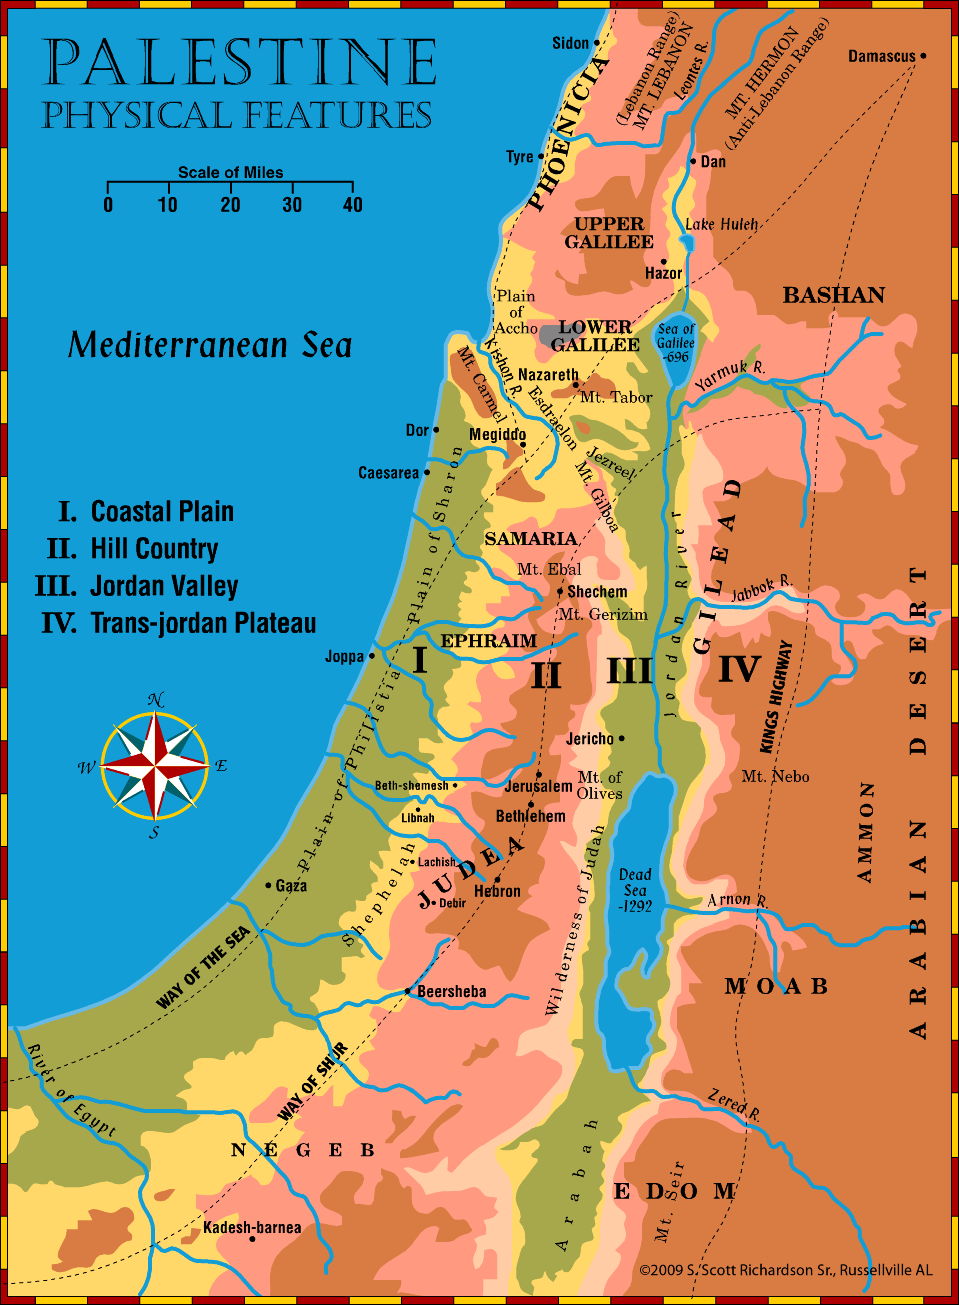 PALESTINE
PHYSICAL FEATURES
Scale of Miles
0 10 20 30 40
Sidon
Damascus
(Lebanon Range)
MT. LEBANON
Leontes R.
MT. HERMON
(Anti-Lebanon Range)
PHOENICIA
Tyre
Dan
UPPER
GALILEE
Lake Huleh
Hazor
BASHAN
Plain
of
Accho
LOWER
GALILEE
Sea of
Galilee
-696
Mediterranean Sea
Kishon R.
Mt. Carmel
Nazareth
Mt. Tabor
Yarmuk R.
Esdraelon
Dor
Megiddo
Jezreel
Caesarea
Mt. Gilboa
Plain of Sharon
I. Coastal Plain
II. Hill Country
III. Jordan Valley
IV. Trans-jordan Plateau
SAMARIA
Mt. Ebal
Shechem
Mt. Gerizim
Jordan River
GILEAD
Jabbok R.
EPHRAIM
Joppa
I
II
III
IV
KINGS HIGHWAY
ARABIAN DESERT
Plain of Philistia
N
W E
S
Jericho
Mt. Nebo
Beth-shemesh
Jerusalem
Mt. of
Olives
Libnah
Bethlehem
AMMON
Lachish
JUDEA
Hebron
Debir
Gaza
Shephelah
Wilderness of Judah
Dead
Sea
-1292
Arnon R.
WAY OF THE SEA
Beersheba
MOAB
River of Egypt
WAY OF SHUR
Zered R.
NEGEB
Arabah
EDOM
Mt. Seir
Kadesh-barnea
©2009 S. Scott Richardson Sr., Russellville AL